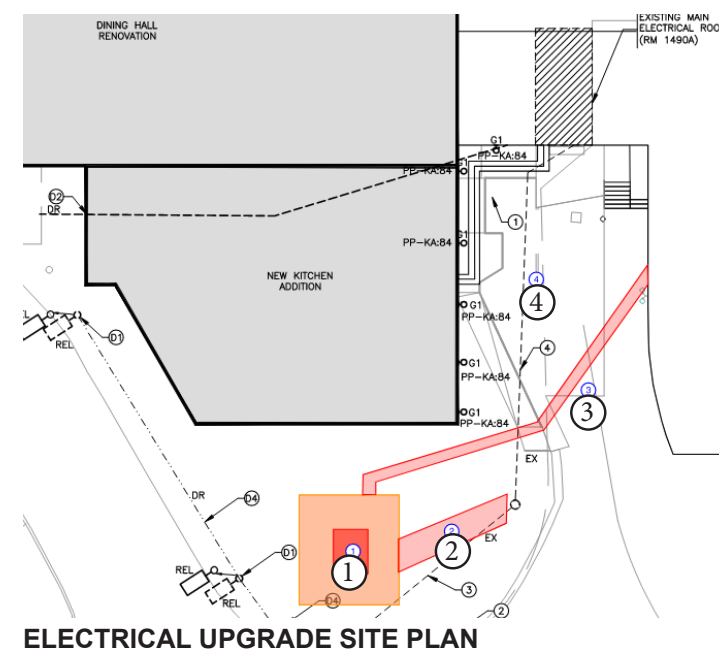 EXISTING MAIN
ELECTRICAL ROO
(RM 1490A)
DINING HALL
RENOVATION
G1
PP-KA:84
G1
PP-KA:84
D2
DR
1
G1
PP-KA:84
NEW KITCHEN
ADDITION
4
4
G1
PP-KA:84
EL
REL
D1
4
G1
PP-KA:84
3
3
G1
PP-KA:84
EX
DR
D4
2
2
EX
1
1
D1
REL
REL
3
D4
2
ELECTRICAL UPGRADE SITE PLAN